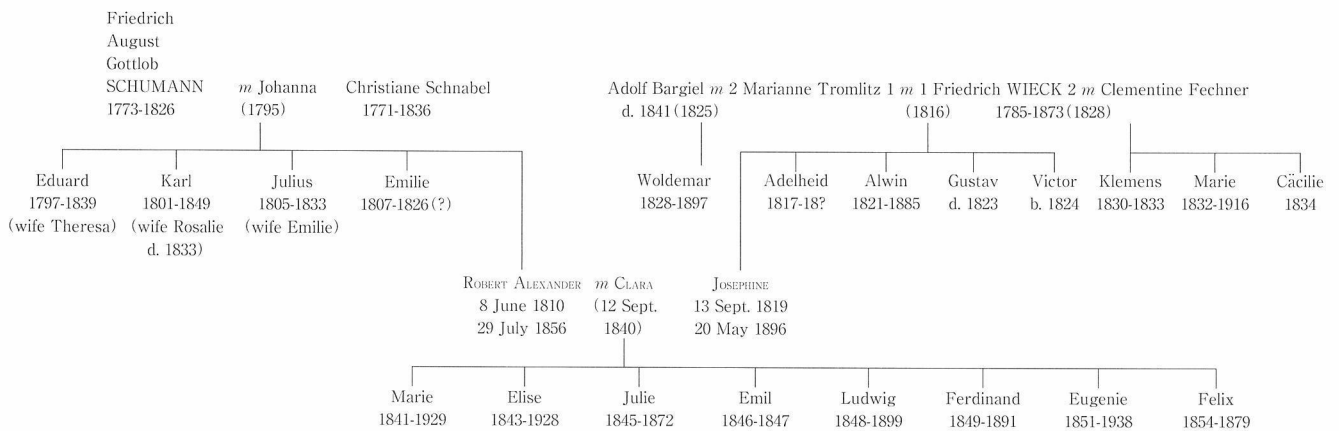 Friedrich
August
Gottlob
SCHUMANN m Johanna Christiane Schnabel
1773-1826 (1795) 1771-1836
Adolf Bargiel m 2 Marianne Tromlitz 1 m 1 Friedrich WIECK 2 m Clementine Fechner
d. 1841 (1825) (1816) 1785-1873 (1828)
Eduard Karl Julius Emilie
1797-1839 1801-1849 1805-1833 1807-1826 (?)
(wife Theresa) (wife Rosalie (wife Emilie)
d. 1833)
Woldemar Adelheid Alwin Gustav Victor Klemens Marie Cäcilie
1828-1897 1817-18? 1821-1885 d. 1823 b. 1824 1830-1833 1832-1916 1834
ROBERT ALEXANDER m CLARA JOSEPHINE
8 June 1810 (12 Sept. 13 Sept. 1819
29 July 1856 1840) 20 May 1896
Marie Elise Julie Emil Ludwig Ferdinand Eugenie Felix
1841-1929 1843-1928 1845-1872 1846-1847 1848-1899 1849-1891 1851-1938 1854-1879